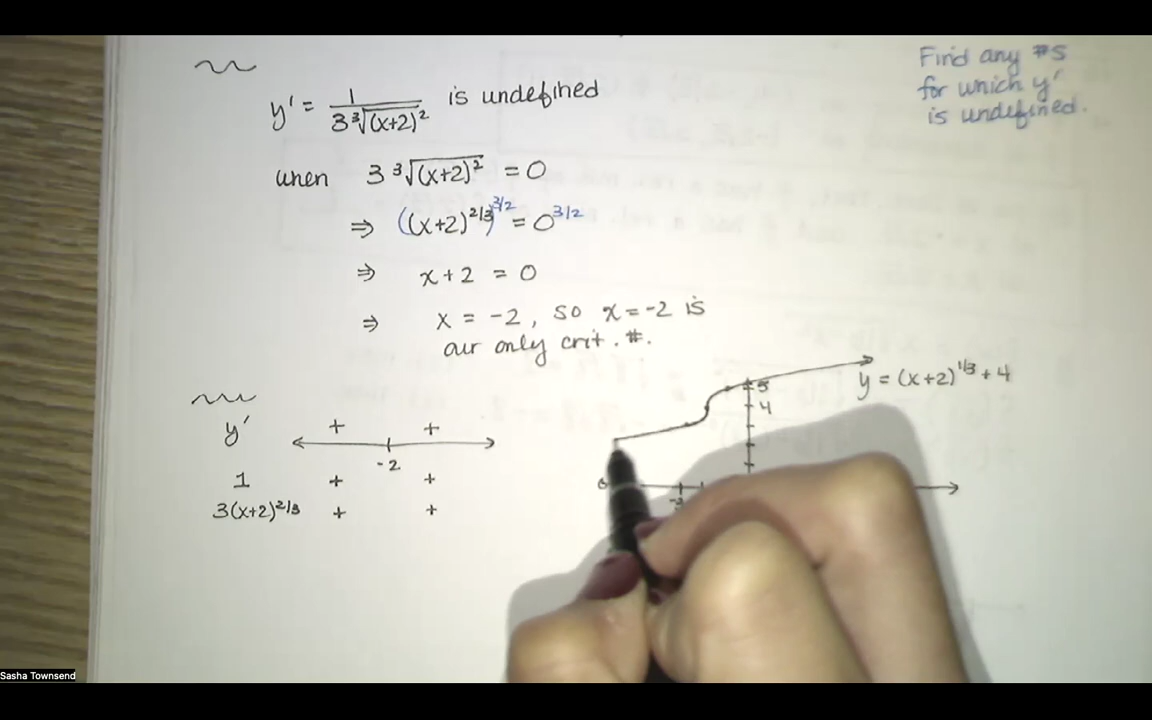 Find any #s
for which y'
is undefined.
y' = 1/(3∛(x+2)²) is undefined
when 3∛(x+2)² = 0
⇒ ((x+2)^2/3)^3/2 = 0^3/2
⇒ x+2 = 0
⇒ x = -2, so x = -2 is
our only crit. #.
y = (x+2)^1/3 + 4
5
4
y' + +
-2
1 + +
3(x+2)^2/3 + +
Sasha Townsend